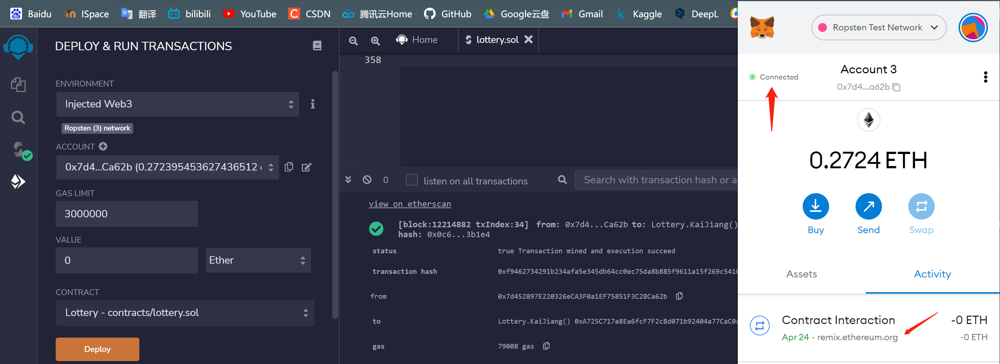 Baidu ISpace 翻译 bilibili YouTube CSDN 腾讯云Home GitHub Google云盘 Gmail Kaggle DeepL
DEPLOY & RUN TRANSACTIONS
ENVIRONMENT
Injected Web3
Ropsten (3) network
ACCOUNT
0x7d4...Ca62b (0.272395453627436512
GAS LIMIT
3000000
VALUE
0 Ether
CONTRACT
Lottery - contracts/lottery.sol
Deploy
Home lottery.sol
358
0 listen on all transactions Search with transaction hash or a
view on etherscan
[block:12214882 txIndex:34] from: 0x7d4...Ca62b to: Lottery.KaiJiang()
hash: 0x0c6...3b1e4
status true Transaction mined and execution succeed
transaction hash 0xf9462734291b234afa5e345db64cc0ec75da8b885f9611a15f269c5410
from 0x7d452897E220326eCA3F0a1EF75851F3C28Ca62b
to Lottery.KaiJiang() 0xA725C717a8Ea6fcF7F2cBd071b92404a77CaC0a
gas 79008 gas
Ropsten Test Network
Connected
Account 3
0x7d4...a62b
0.2724 ETH
Buy Send Swap
Assets Activity
Contract Interaction -0 ETH
Apr 24 · remix.ethereum.org -0 ETH